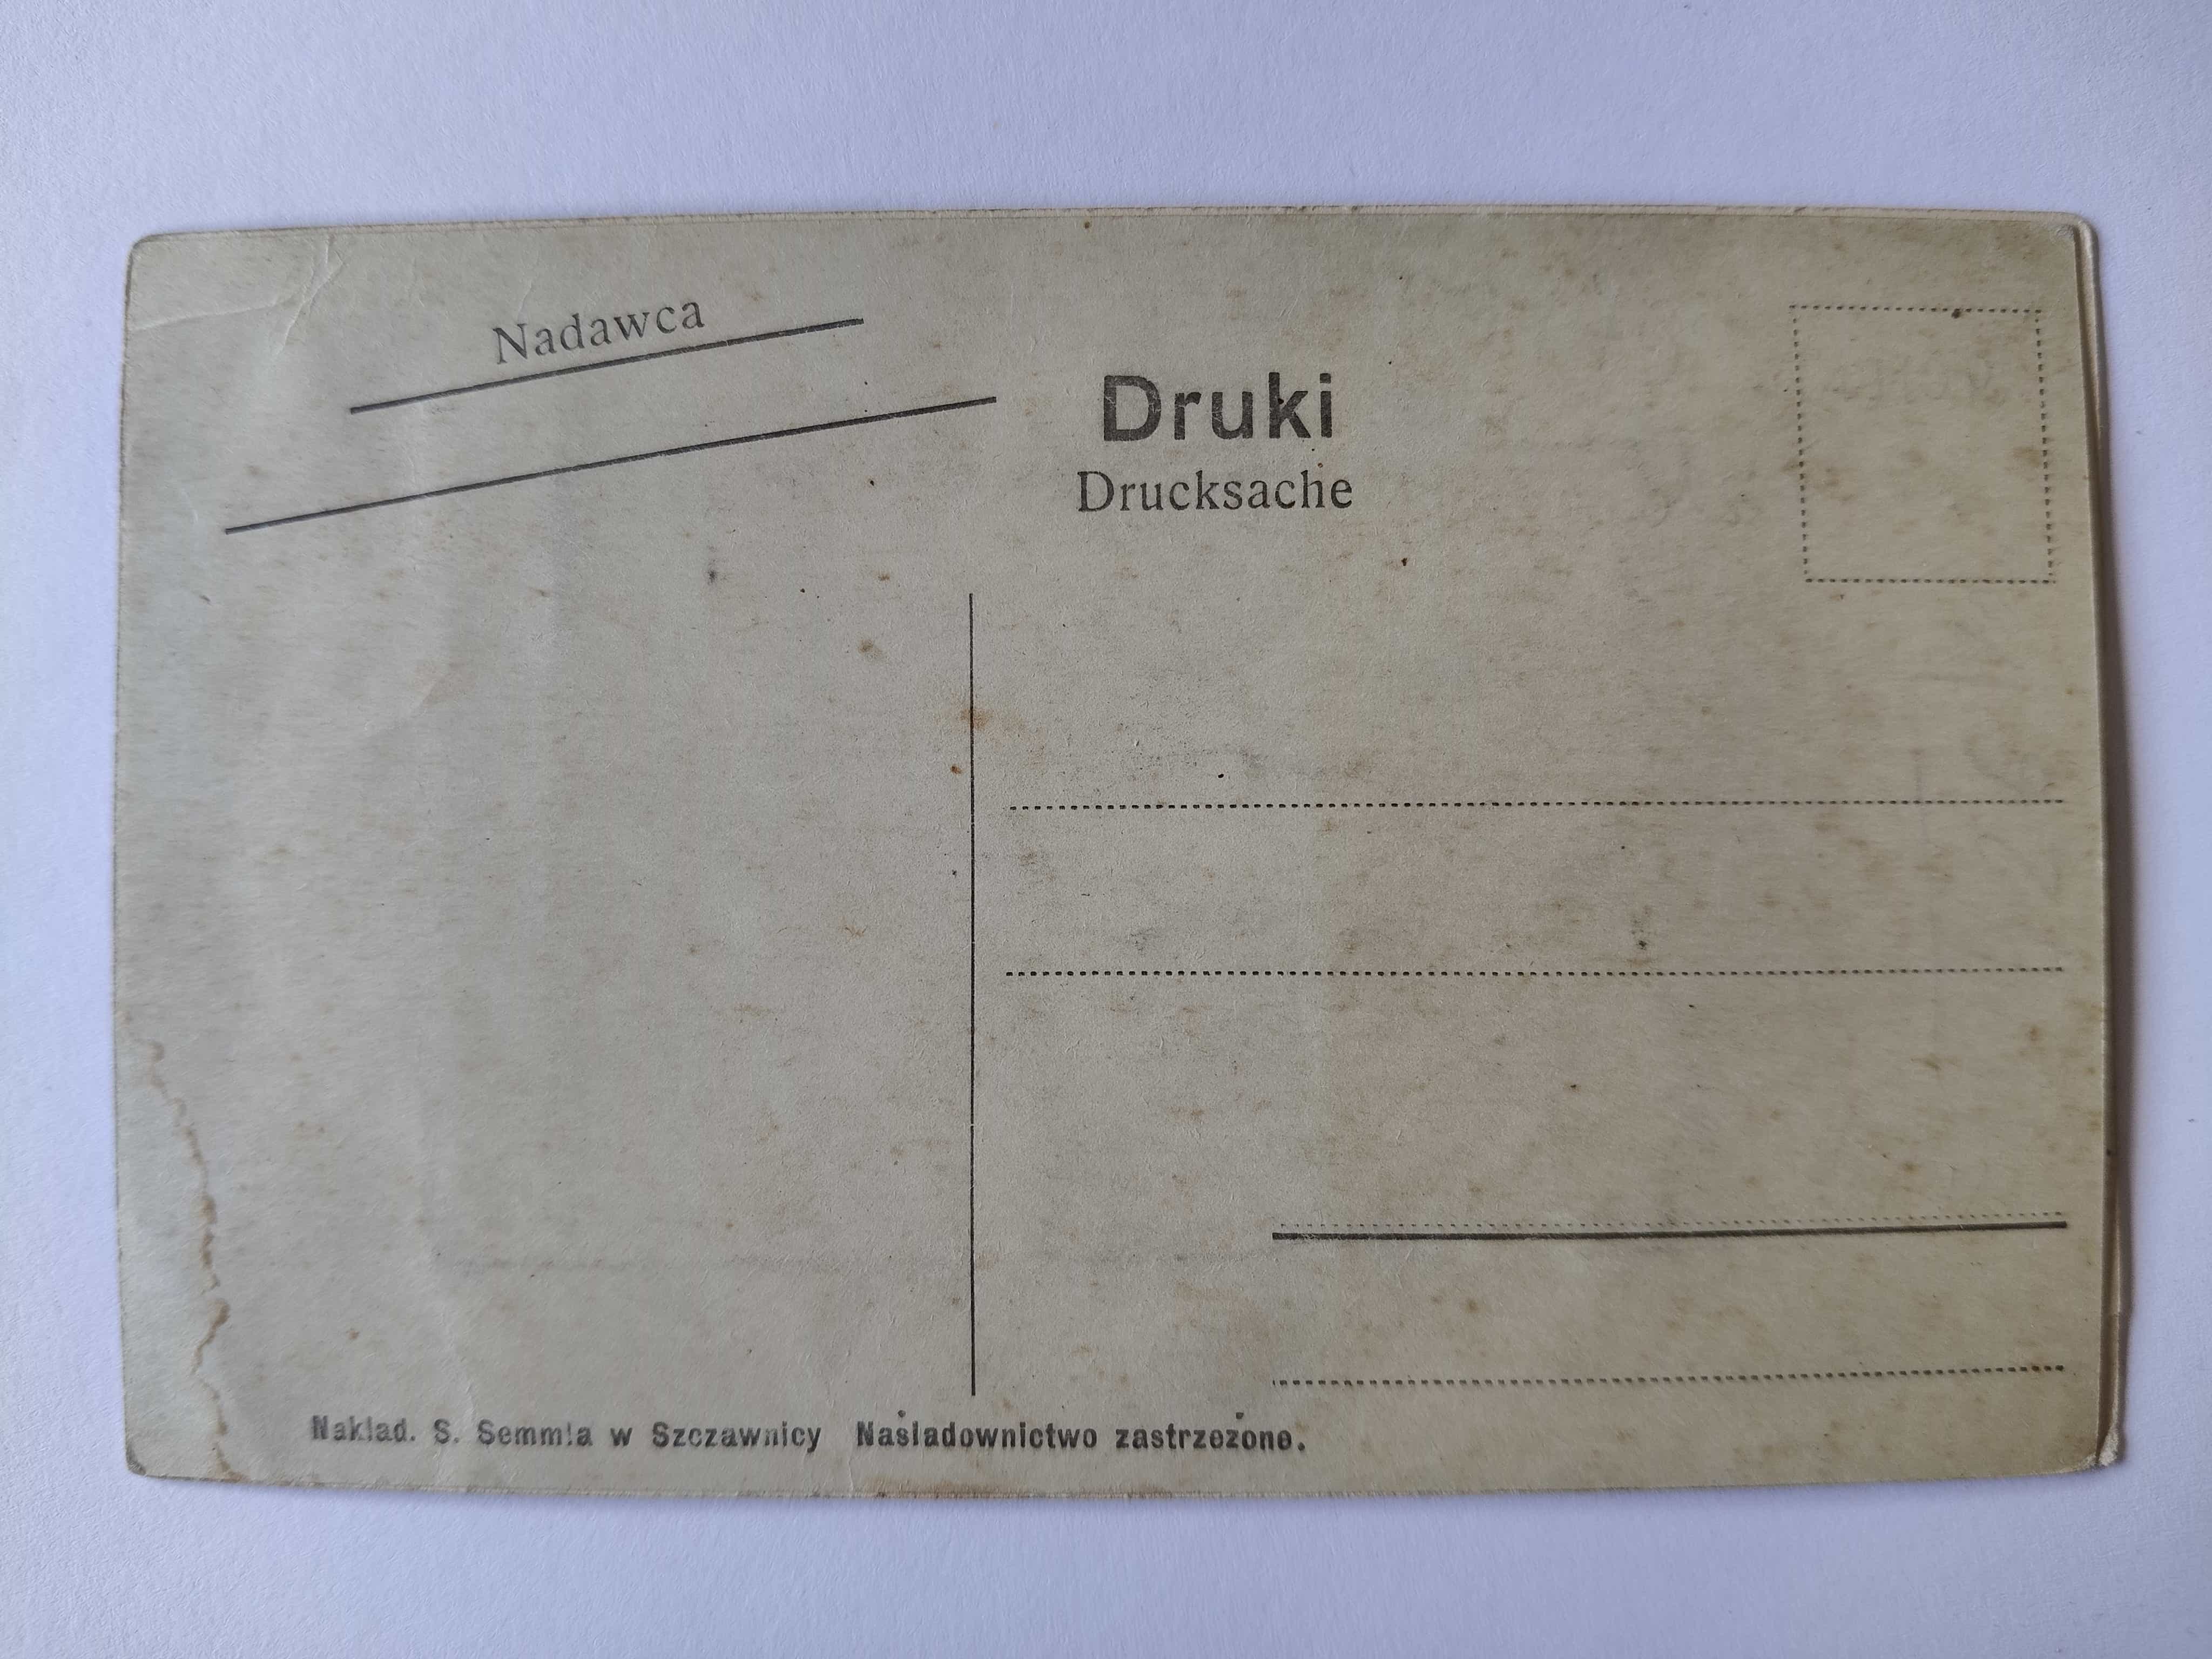 Nadawca
Druki
Drucksache
Nakład. S. Semmla w Szczawnicy Naśladownictwo zastrzeżone.